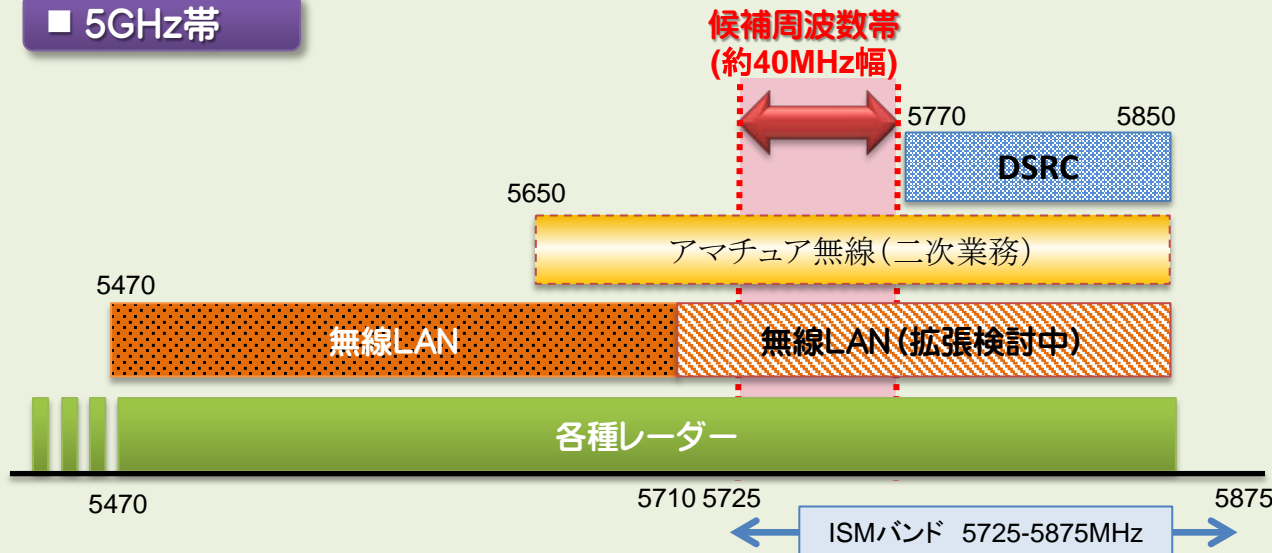 ■ 5GHz帯
候補周波数帯
(約40MHz幅)
5770 5850
DSRC
5650
アマチュア無線(二次業務)
5470
無線LAN 無線LAN(拡張検討中)
各種レーダー
5470 5710 5725 5875
ISMバンド 5725-5875MHz